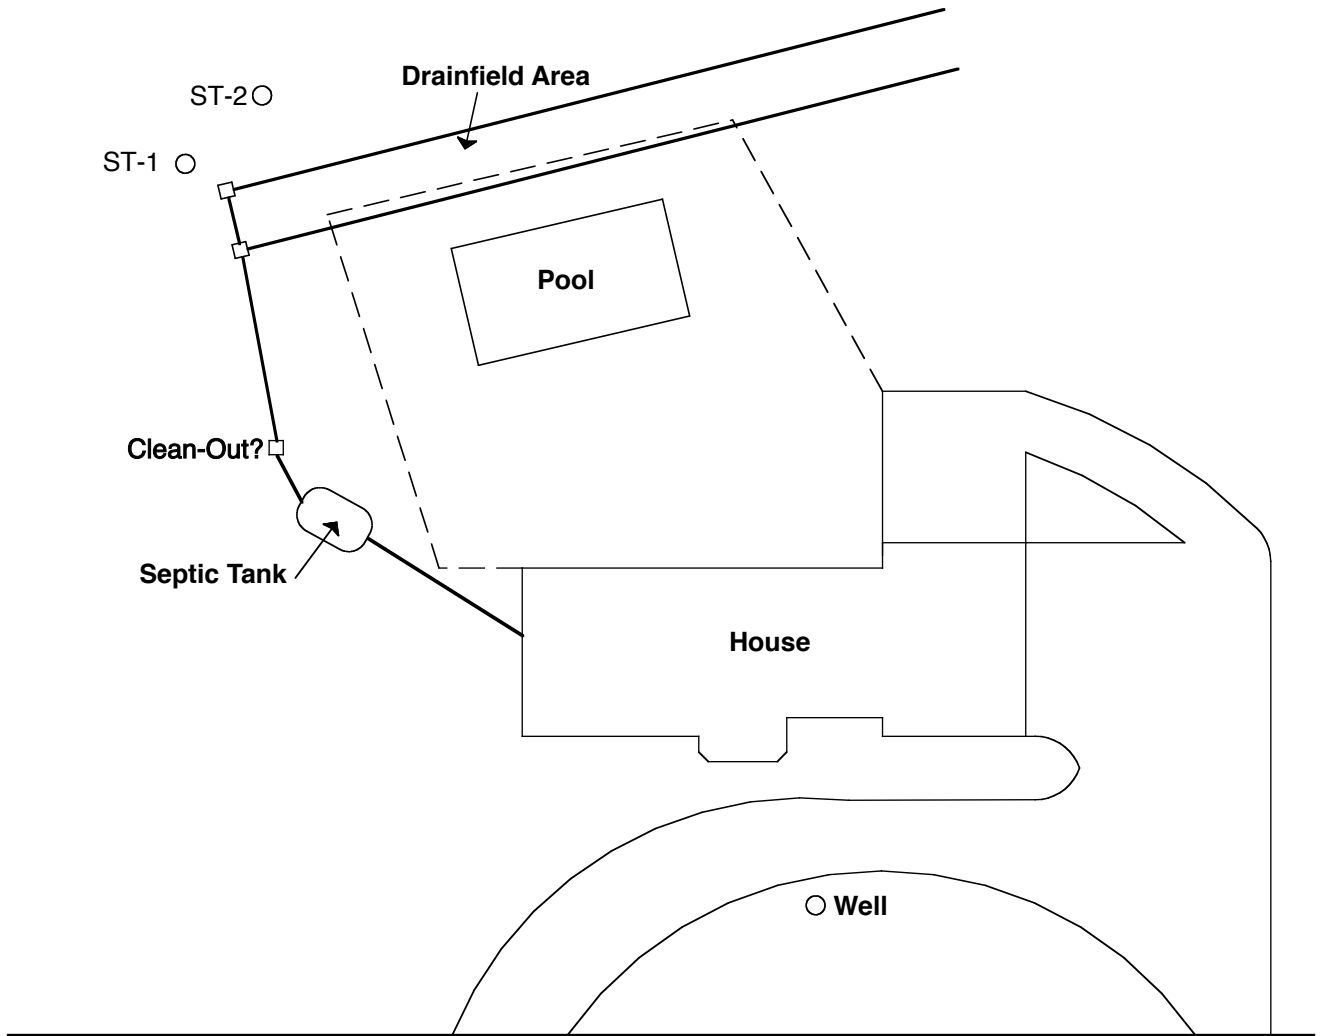 Drainfield Area
ST-2
ST-1
Pool
Clean-Out?
Septic Tank
House
Well